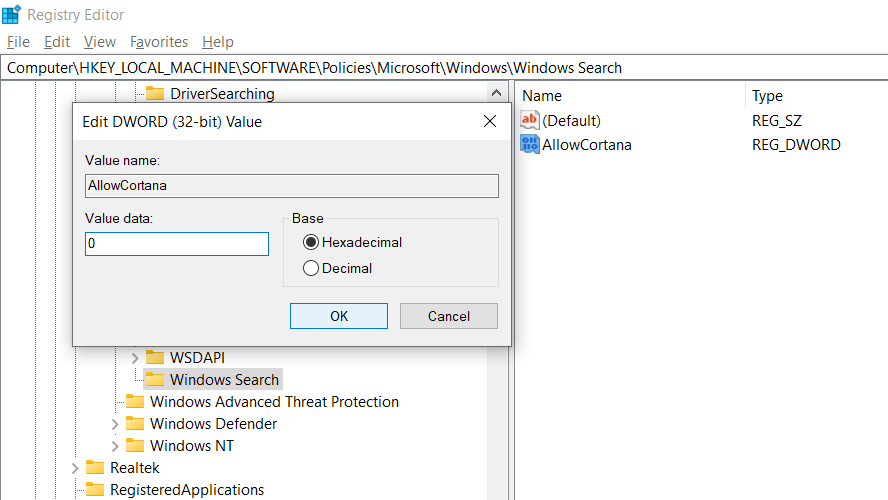 Registry Editor
File Edit View Favorites Help
Computer\HKEY_LOCAL_MACHINE\SOFTWARE\Policies\Microsoft\Windows\Windows Search
DriverSearching
Edit DWORD (32-bit) Value
Value name:
AllowCortana
Value data:
0
Base
Hexadecimal
Decimal
OK Cancel
WSDAPI
Windows Search
Windows Advanced Threat Protection
Windows Defender
Windows NT
Realtek
RegisteredApplications
Name Type
ab (Default) REG_SZ
AllowCortana REG_DWORD